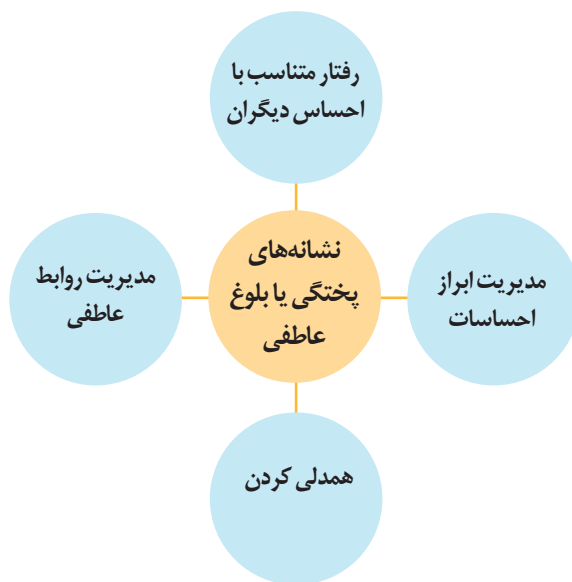 رفتار متناسب با
احساس دیگران
نشانه‌های
پختگی یا بلوغ
عاطفی
مدیریت ابراز
احساسات
مدیریت روابط
عاطفی
همدلی کردن